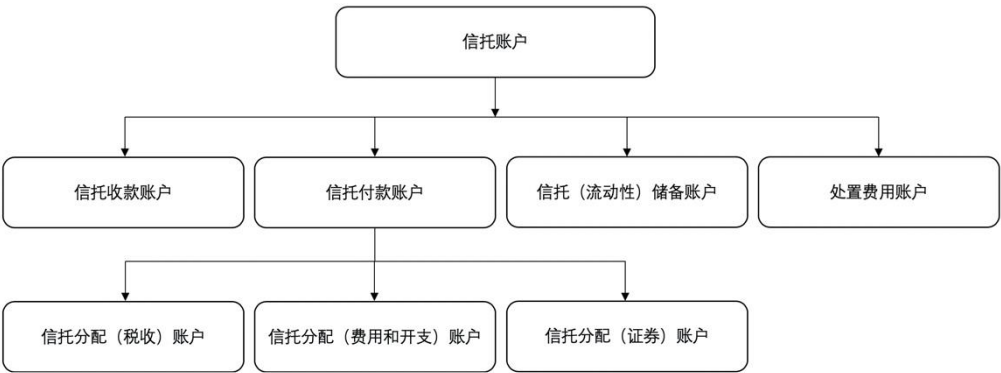 信托账户
信托收款账户
信托付款账户
信托（流动性）储备账户
处置费用账户
信托分配（税收）账户
信托分配（费用和开支）账户
信托分配（证券）账户